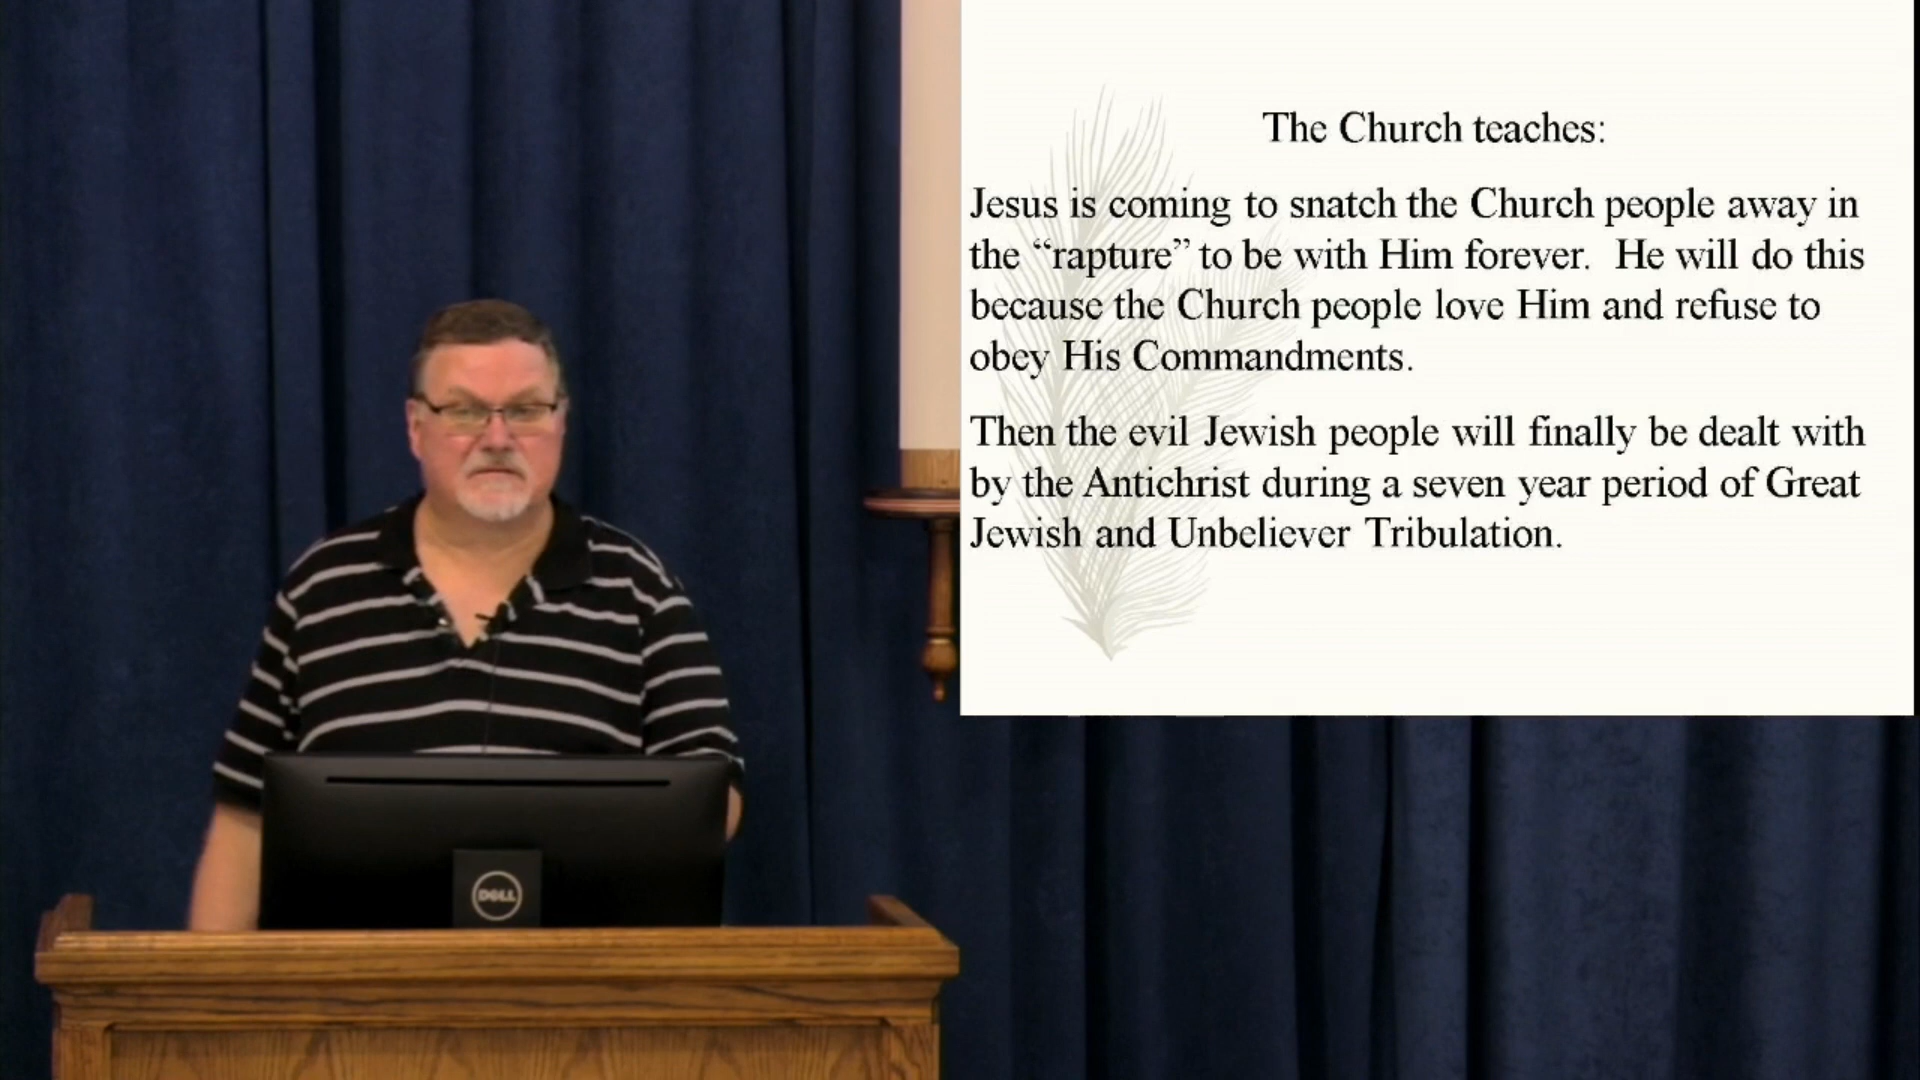 The Church teaches:
Jesus is coming to snatch the Church people away in
the “rapture” to be with Him forever.  He will do this
because the Church people love Him and refuse to
obey His Commandments.
Then the evil Jewish people will finally be dealt with
by the Antichrist during a seven year period of Great
Jewish and Unbeliever Tribulation.
DELL